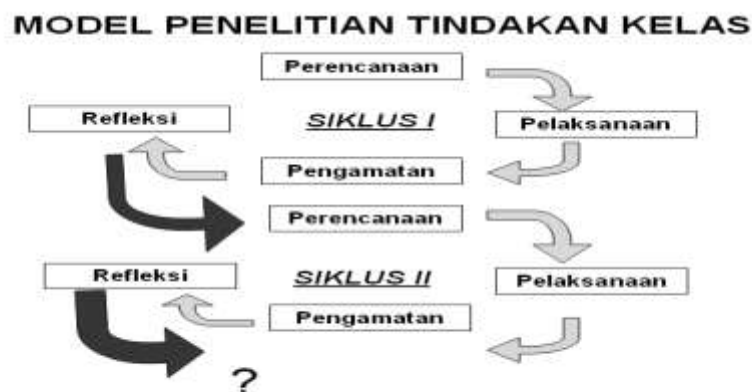 MODEL PENELITIAN TINDAKAN KELAS
Perencanaan
Refleksi
SIKLUS I
Pelaksanaan
Pengamatan
Perencanaan
Refleksi
SIKLUS II
Pelaksanaan
Pengamatan
?